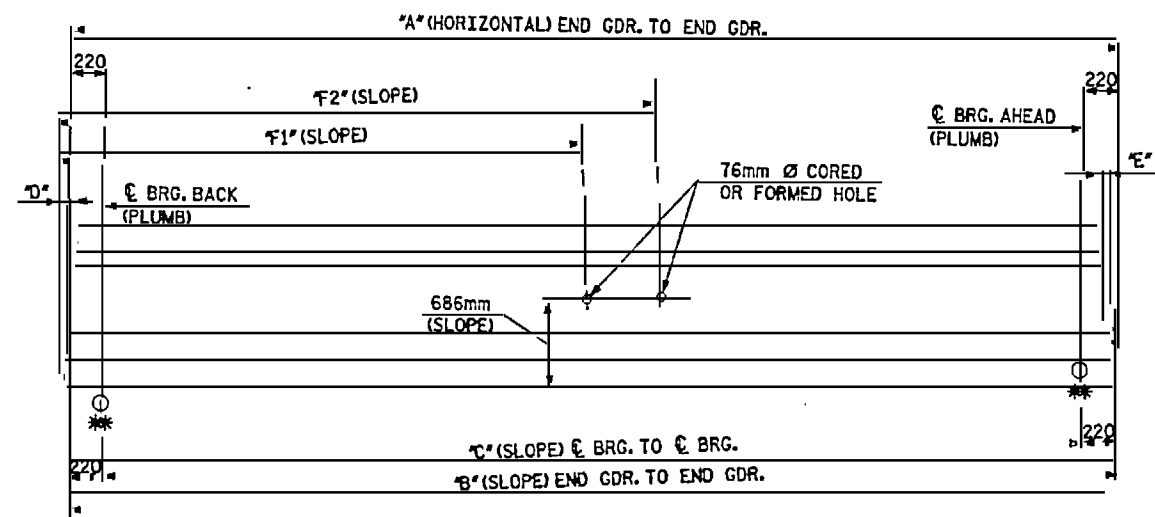 "A"(HORIZONTAL) END GDR. TO END GDR.
220
220
"F2"(SLOPE)
℄ BRG. AHEAD
(PLUMB)
"F1"(SLOPE)
"E"
76mm Ø CORED
OR FORMED HOLE
"D"
℄ BRG. BACK
(PLUMB)
686mm
(SLOPE)
**
**
"C"(SLOPE) ℄ BRG. TO ℄ BRG.
220
220
"B"(SLOPE) END GDR. TO END GDR.